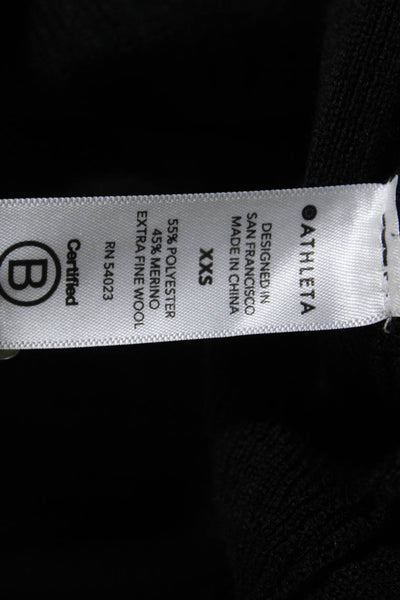 ATHLETA
DESIGNED IN
SAN FRANCISCO
MADE IN CHINA
XXS
55% POLYESTER
45% MERINO
EXTRA FINE WOOL
RN 54023
Certified
B